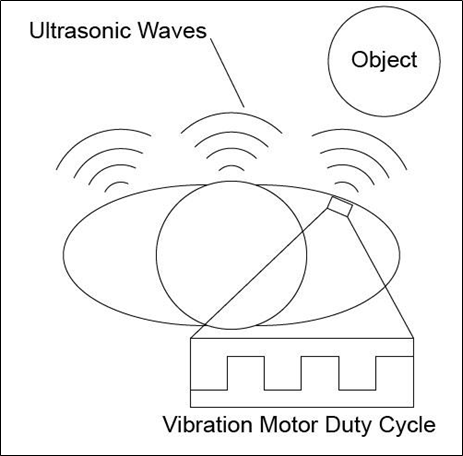 Ultrasonic Waves
Object
Vibration Motor Duty Cycle